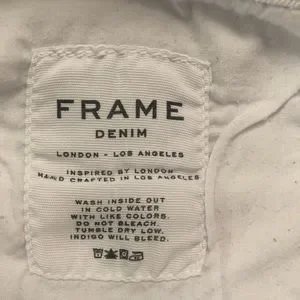 FRAME
DENIM
LONDON - LOS ANGELES
INSPIRED BY LONDON
HAND CRAFTED IN LOS ANGELES
WASH INSIDE OUT
IN COLD WATER
WITH LIKE COLORS.
DO NOT BLEACH.
TUMBLE DRY LOW.
INDIGO WILL BLEED.